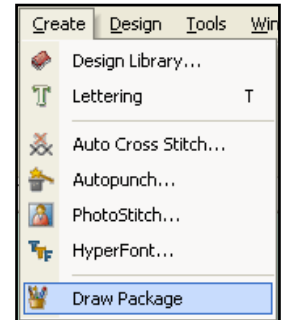 Create Design Tools Win
Design Library...
Lettering T
Auto Cross Stitch...
Autopunch...
PhotoStitch...
HyperFont...
Draw Package